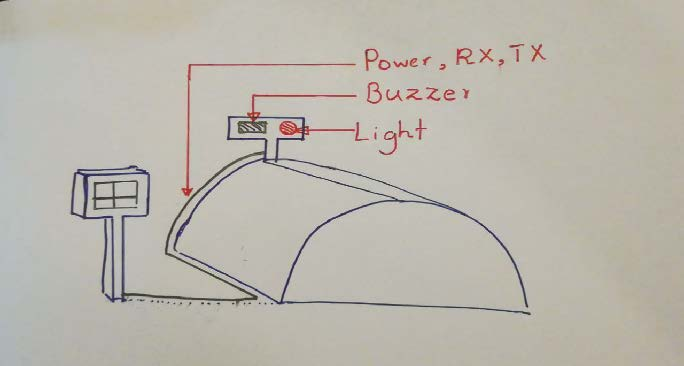 Power, RX, TX
Buzzer
Light